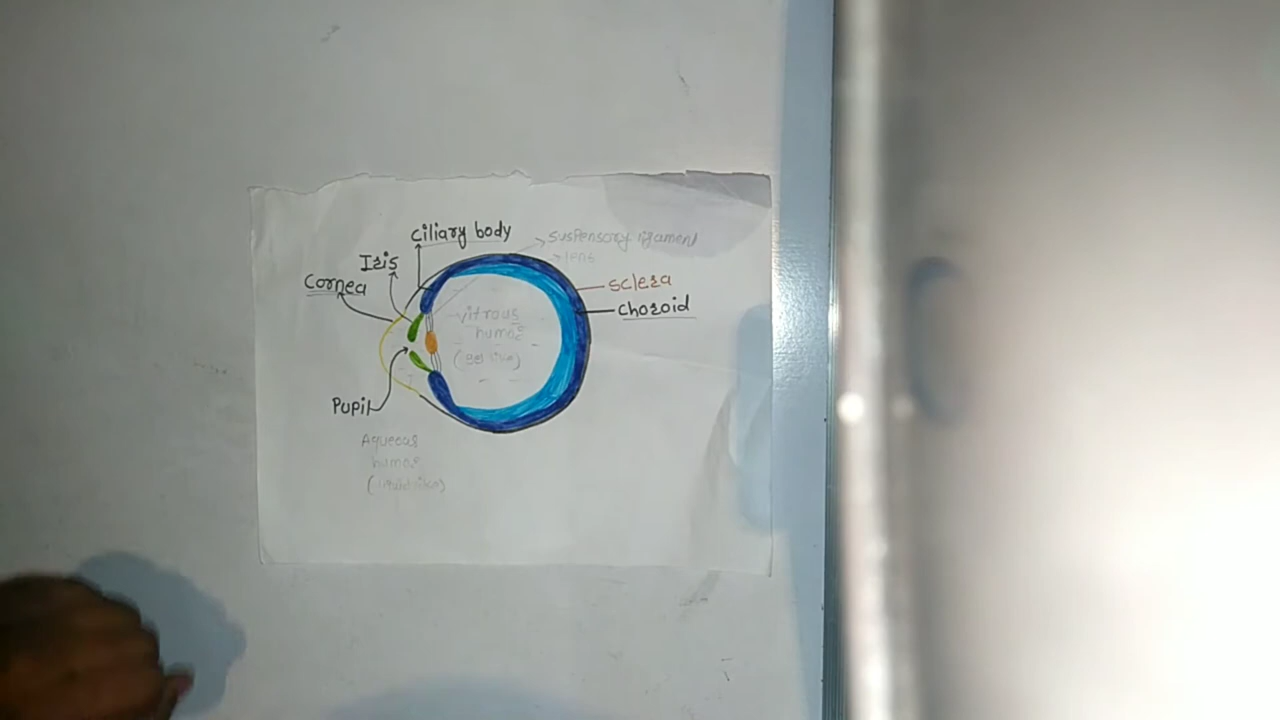 ciliary body
suspensory ligament
lens
Iris
Cornea
sclera
choroid
vitrous
humor
(gel like)
Pupil
Aqueous
humor